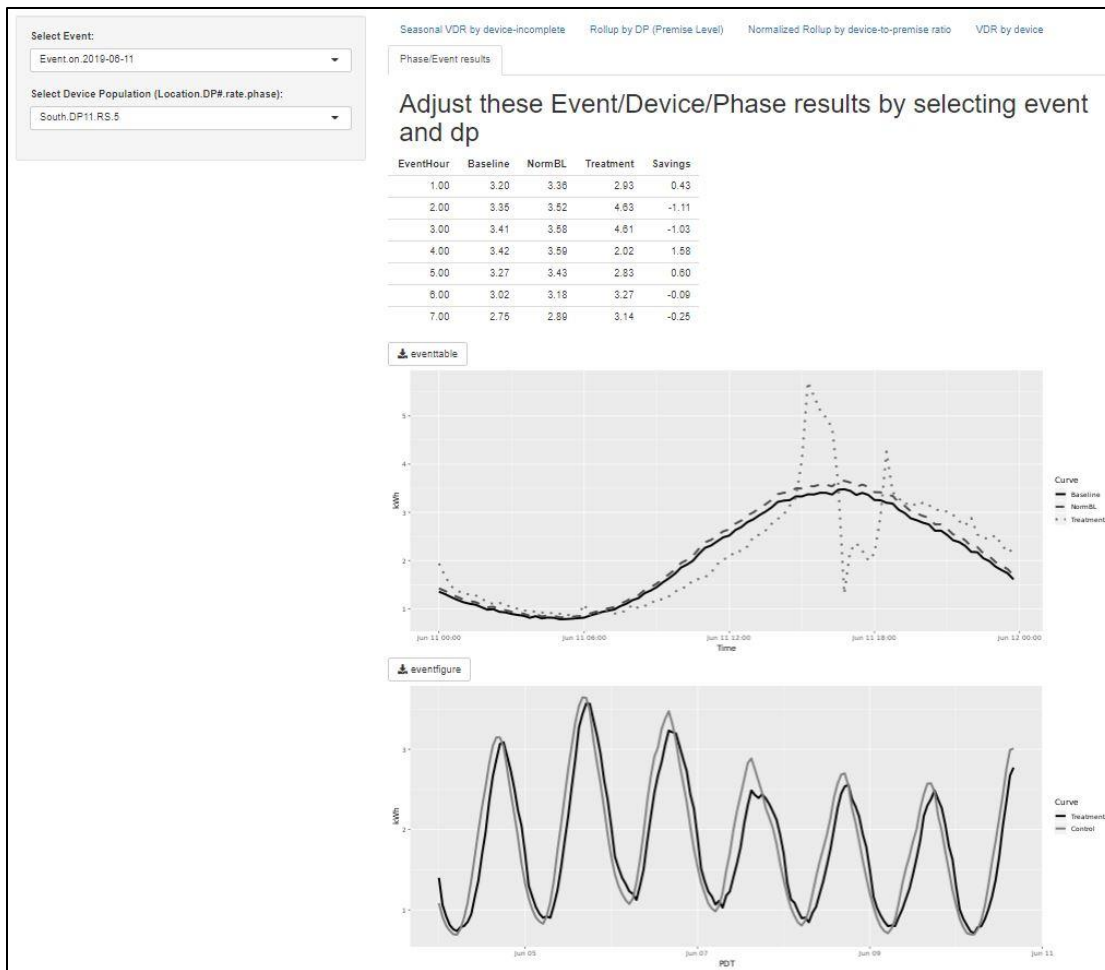 Select Event:
Event.on.2019-06-11
Select Device Population (Location.DP#.rate.phase):
South.DP11.RS.5
Seasonal VDR by device-incomplete Rollup by DP (Premise Level) Normalized Rollup by device-to-premise ratio VDR by device
Phase/Event results
Adjust these Event/Device/Phase results by selecting event
and dp
EventHour Baseline NormBL Treatment Savings
1.00 3.20 3.36 2.93 0.43
2.00 3.35 3.52 4.63 -1.11
3.00 3.41 3.58 4.61 -1.03
4.00 3.42 3.59 2.02 1.58
5.00 3.27 3.43 2.83 0.60
6.00 3.02 3.18 3.27 -0.09
7.00 2.75 2.89 3.14 -0.25
eventtable
5
4
3
2
1
kWh
Jun 11 00:00 Jun 11 06:00 Jun 11 12:00 Jun 11 18:00 Jun 12 00:00
Time
Curve
Baseline
NormBL
Treatment
eventfigure
3
2
1
kWh
Jun 05 Jun 07 Jun 09 Jun 11
PDT
Curve
Treatment
Control